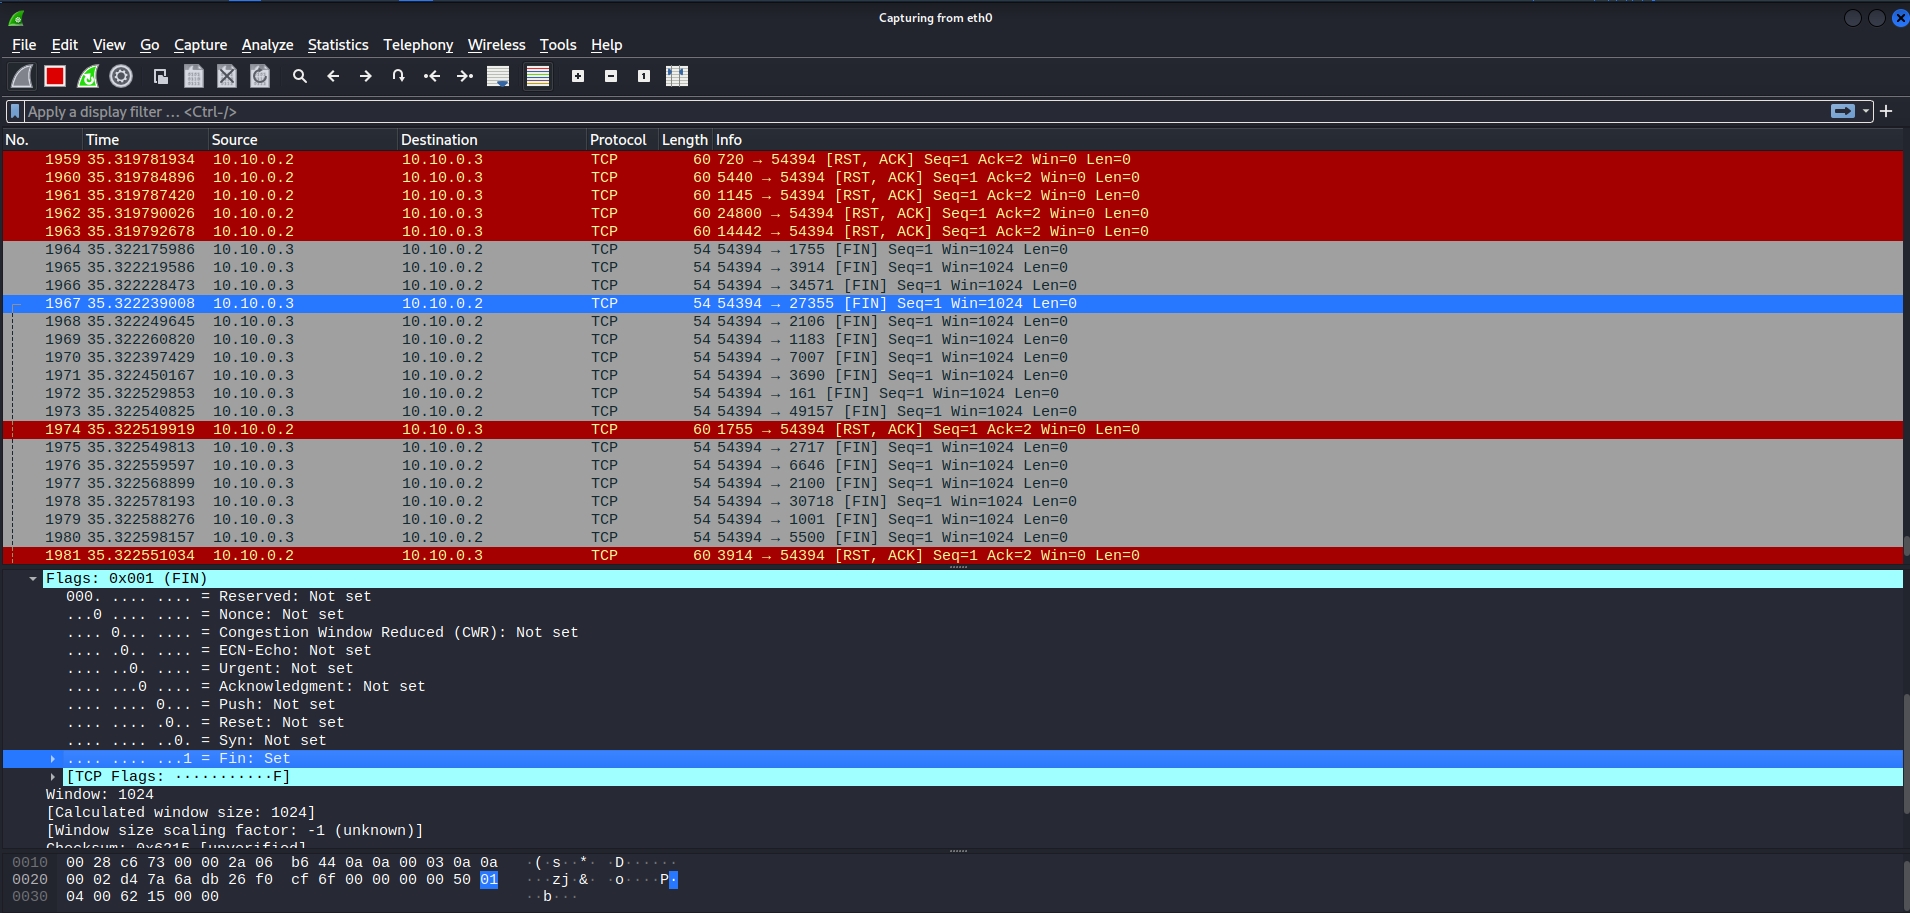 Capturing from eth0
File Edit View Go Capture Analyze Statistics Telephony Wireless Tools Help
Apply a display filter … <Ctrl-/>
No. Time Source Destination Protocol Length Info
1959 35.319781934 10.10.0.2 10.10.0.3 TCP 60 720 → 54394 [RST, ACK] Seq=1 Ack=2 Win=0 Len=0
1960 35.319784896 10.10.0.2 10.10.0.3 TCP 60 5440 → 54394 [RST, ACK] Seq=1 Ack=2 Win=0 Len=0
1961 35.319787420 10.10.0.2 10.10.0.3 TCP 60 1145 → 54394 [RST, ACK] Seq=1 Ack=2 Win=0 Len=0
1962 35.319790026 10.10.0.2 10.10.0.3 TCP 60 24800 → 54394 [RST, ACK] Seq=1 Ack=2 Win=0 Len=0
1963 35.319792678 10.10.0.2 10.10.0.3 TCP 60 14442 → 54394 [RST, ACK] Seq=1 Ack=2 Win=0 Len=0
1964 35.322175986 10.10.0.3 10.10.0.2 TCP 54 54394 → 1755 [FIN] Seq=1 Win=1024 Len=0
1965 35.322219586 10.10.0.3 10.10.0.2 TCP 54 54394 → 3914 [FIN] Seq=1 Win=1024 Len=0
1966 35.322228473 10.10.0.3 10.10.0.2 TCP 54 54394 → 34571 [FIN] Seq=1 Win=1024 Len=0
1967 35.322239008 10.10.0.3 10.10.0.2 TCP 54 54394 → 27355 [FIN] Seq=1 Win=1024 Len=0
1968 35.322249645 10.10.0.3 10.10.0.2 TCP 54 54394 → 2106 [FIN] Seq=1 Win=1024 Len=0
1969 35.322260820 10.10.0.3 10.10.0.2 TCP 54 54394 → 1183 [FIN] Seq=1 Win=1024 Len=0
1970 35.322397429 10.10.0.3 10.10.0.2 TCP 54 54394 → 7007 [FIN] Seq=1 Win=1024 Len=0
1971 35.322450167 10.10.0.3 10.10.0.2 TCP 54 54394 → 3690 [FIN] Seq=1 Win=1024 Len=0
1972 35.322529853 10.10.0.3 10.10.0.2 TCP 54 54394 → 161 [FIN] Seq=1 Win=1024 Len=0
1973 35.322540825 10.10.0.3 10.10.0.2 TCP 54 54394 → 49157 [FIN] Seq=1 Win=1024 Len=0
1974 35.322519919 10.10.0.2 10.10.0.3 TCP 60 1755 → 54394 [RST, ACK] Seq=1 Ack=2 Win=0 Len=0
1975 35.322549813 10.10.0.3 10.10.0.2 TCP 54 54394 → 2717 [FIN] Seq=1 Win=1024 Len=0
1976 35.322559597 10.10.0.3 10.10.0.2 TCP 54 54394 → 6646 [FIN] Seq=1 Win=1024 Len=0
1977 35.322568899 10.10.0.3 10.10.0.2 TCP 54 54394 → 2100 [FIN] Seq=1 Win=1024 Len=0
1978 35.322578193 10.10.0.3 10.10.0.2 TCP 54 54394 → 30718 [FIN] Seq=1 Win=1024 Len=0
1979 35.322588276 10.10.0.3 10.10.0.2 TCP 54 54394 → 1001 [FIN] Seq=1 Win=1024 Len=0
1980 35.322598157 10.10.0.3 10.10.0.2 TCP 54 54394 → 5500 [FIN] Seq=1 Win=1024 Len=0
1981 35.322551034 10.10.0.2 10.10.0.3 TCP 60 3914 → 54394 [RST, ACK] Seq=1 Ack=2 Win=0 Len=0
Flags: 0x001 (FIN)
000. .... .... = Reserved: Not set
...0 .... .... = Nonce: Not set
.... 0... .... = Congestion Window Reduced (CWR): Not set
.... .0.. .... = ECN-Echo: Not set
.... ..0. .... = Urgent: Not set
.... ...0 .... = Acknowledgment: Not set
.... .... 0... = Push: Not set
.... .... .0.. = Reset: Not set
.... .... ..0. = Syn: Not set
.... .... ...1 = Fin: Set
[TCP Flags: ···········F]
Window: 1024
[Calculated window size: 1024]
[Window size scaling factor: -1 (unknown)]
Checksum: 0x6215 [unverified]
0010 00 28 c6 73 00 00 2a 06 b6 44 0a 0a 00 03 0a 0a ·(·s··*· ·D······
0020 00 02 d4 7a 6a db 26 f0 cf 6f 00 00 00 00 50 01 ···zj·&· ·o····P·
0030 04 00 62 15 00 00 ··b···